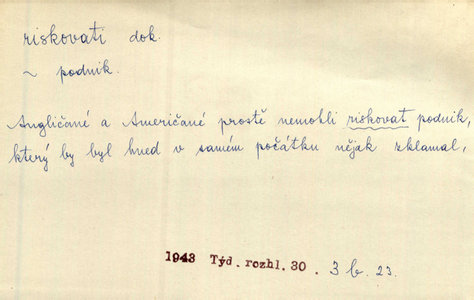 riskovati dok.
~ podnik.
Angličané a Američané prostě nemohli riskovat podnik,
který by byl hned v samém počátku nějak zklamal,
1943 Týd. rozhl. 30. 3 b. 23.